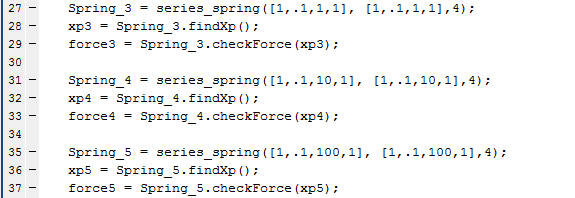 27 - Spring_3 = series_spring([1,.1,1,1], [1,.1,1,1],4);
28 - xp3 = Spring_3.findXp();
29 - force3 = Spring_3.checkForce(xp3);
30
31 - Spring_4 = series_spring([1,.1,10,1], [1,.1,10,1],4);
32 - xp4 = Spring_4.findXp();
33 - force4 = Spring_4.checkForce(xp4);
34
35 - Spring_5 = series_spring([1,.1,100,1], [1,.1,100,1],4);
36 - xp5 = Spring_5.findXp();
37 - force5 = Spring_5.checkForce(xp5);